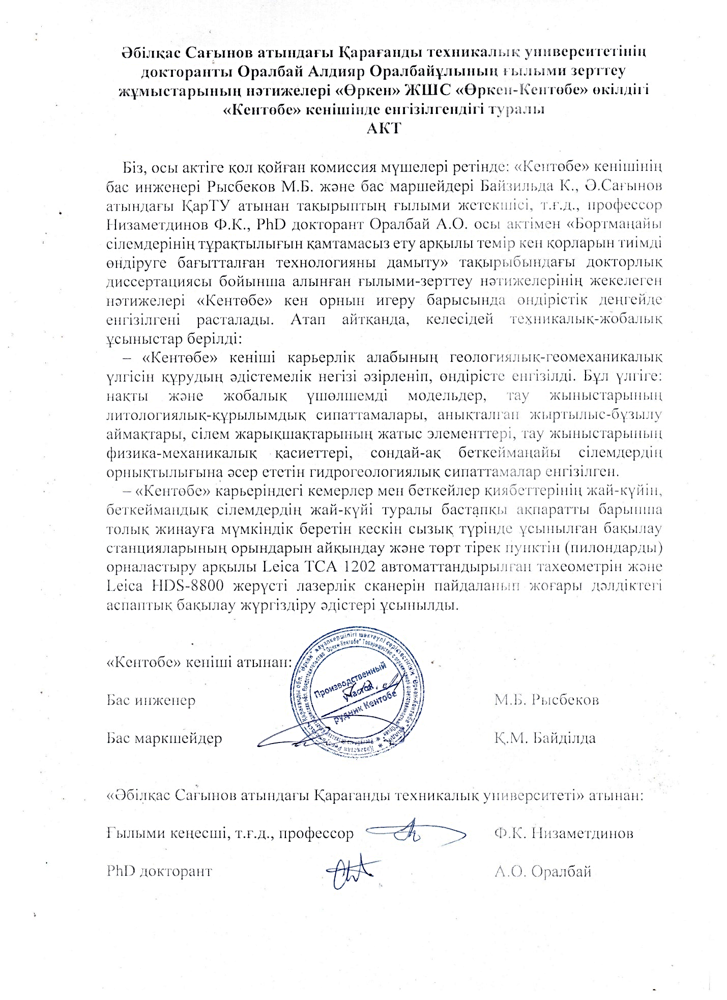 Әбілқас Сағынов атындағы Қарағанды техникалық университетінің
докторанты Оралбай Алдияр Оралбайұлының ғылыми зерттеу
жұмыстарының нәтижелері «Өркен» ЖШС «Өркен-Кентөбе» өкілдігі
«Кентөбе» кенішінде енгізілгендігі туралы
АКТ
Біз, осы актіге қол қойған комиссия мүшелері ретінде: «Кентөбе» кенішінің
бас инженері Рысбеков М.Б. және бас маршейдері Байзильда К., Ә.Сағынов
атындағы ҚарТУ атынан тақырыптың ғылыми жетекшісі, т.ғ.д., профессор
Низаметдинов Ф.К., PhD докторант Оралбай А.О. осы актімен «Бортмаңайы
сілемдерінің тұрақтылығын қамтамасыз ету арқылы темір кен қорларын тиімді
өндіруге бағытталған технологияны дамыту» тақырыбындағы докторлық
диссертациясы бойынша алынған ғылыми-зерттеу нәтижелерінің жекелеген
нәтижелері «Кентөбе» кен орнын игеру барысында өндірістік деңгейде
енгізілгені расталады. Атап айтқанда, келесідей техникалық-жобалық
ұсыныстар берілді:
– «Кентөбе» кеніші карьерлік алабының геологиялық-геомеханикалық
үлгісін құрудың әдістемелік негізі әзірленіп, өндірісте енгізілді. Бұл үлгіге:
нақты және жобалық үшөлшемді модельдер, тау жыныстарының
литологиялық-құрылымдық сипаттамалары, анықталған жыртылыс-бүзылу
аймақтары, сілем жарықшақтарының жатыс элементтері, тау жыныстарының
физика-механикалық қасиеттері, сондай-ақ беткеймаңайы сілемдердің
орнықтылығына әсер ететін гидрогеологиялық сипаттамалар енгізілген.
– «Кентөбе» карьеріндегі кемерлер мен беткейлер қиябеттерінің жай-күйін,
беткеймандық сілемдердің жай-күйі туралы бастапқы ақпаратты барынша
толық жинауға мүмкіндік беретін кескін сызық түрінде ұсынылған бақылау
станцияларының орындарын айқындау және төрт тірек пунктін (пилондарды)
орналастыру арқылы Leica TCA 1202 автоматтандырылған тахеометрін және
Leica HDS-8800 жерүсті лазерлік сканерін пайдаланып жоғары дәлдіктегі
аспаптық бақылау жүргіздіру әдістері ұсынылды.
«Кентөбе» кеніші атынан:
Производственный
участок
рудник Кентобе
Бас инженер М.Б. Рысбеков
Бас маркшейдер Қ.М. Байділда
«Әбілқас Сағынов атындағы Қарағанды техникалық университеті» атынан:
Ғылыми кеңесші, т.ғ.д., профессор Ф.К. Низаметдинов
PhD докторант А.О. Оралбай